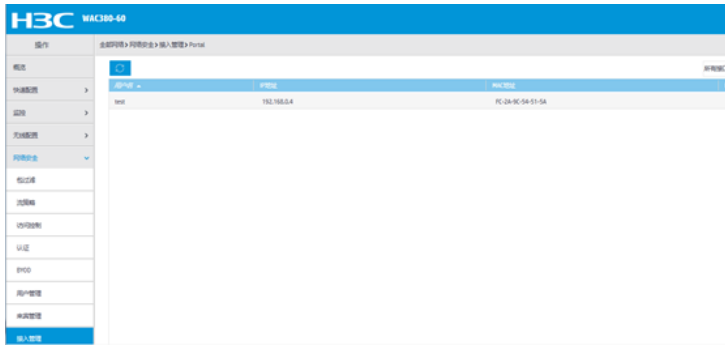 H3C WAC380-60
操作
全部网络>网络安全>接入管理>Portal
概览
所有接口
快速配置
用户名
IP地址
MAC地址
test
192.168.5.4
FC-2A-9C-54-51-5A
监控
无线配置
网络安全
包过滤
流策略
访问控制
认证
BYOD
用户管理
来宾管理
接入管理